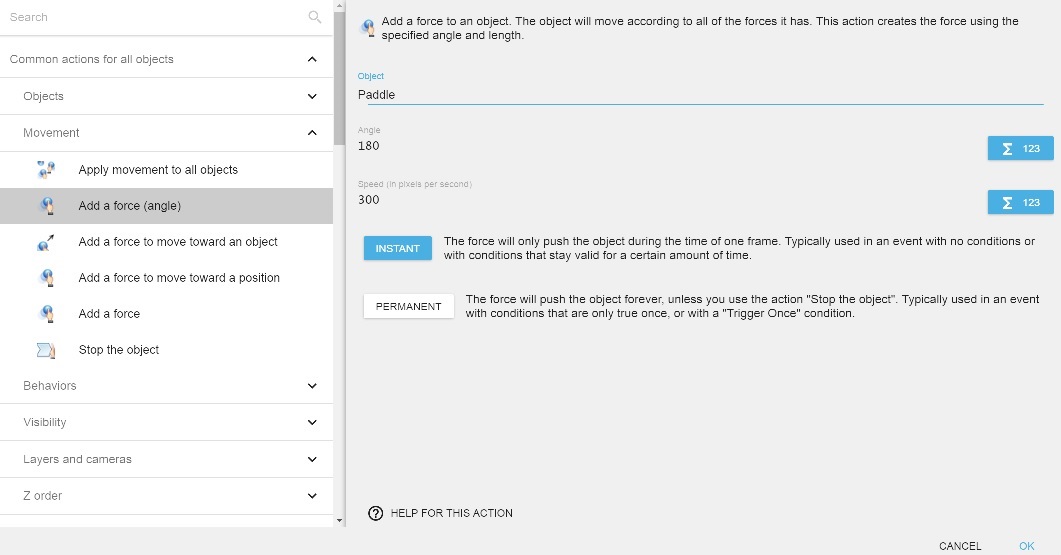 Search
Common actions for all objects
Objects
Movement
Apply movement to all objects
Add a force (angle)
Add a force to move toward an object
Add a force to move toward a position
Add a force
Stop the object
Behaviors
Visibility
Layers and cameras
Z order
Add a force to an object. The object will move according to all of the forces it has. This action creates the force using the
specified angle and length.
Object
Paddle
Angle
180
Σ 123
Speed (in pixels per second)
300
Σ 123
INSTANT
The force will only push the object during the time of one frame. Typically used in an event with no conditions or
with conditions that stay valid for a certain amount of time.
PERMANENT
The force will push the object forever, unless you use the action "Stop the object". Typically used in an event
with conditions that are only true once, or with a "Trigger Once" condition.
HELP FOR THIS ACTION
CANCEL
OK